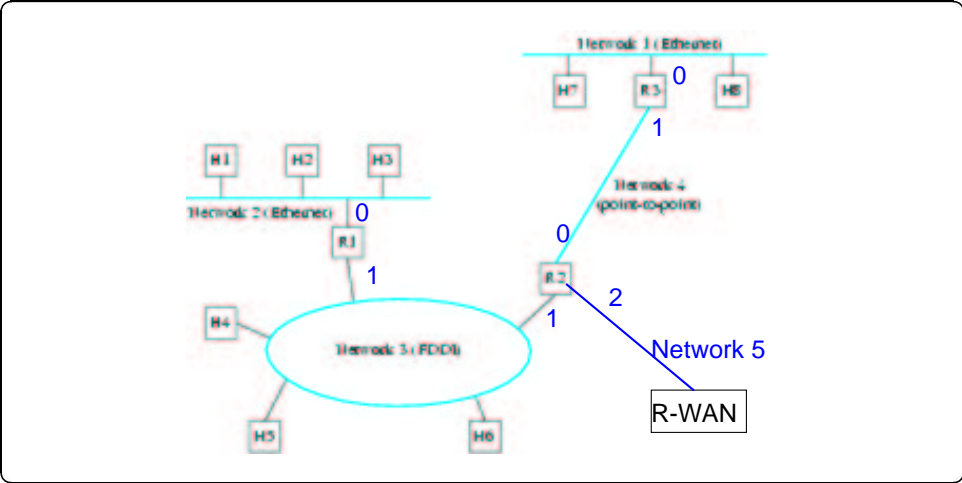 Network 1 (Ethernet)
H7
R3
0
H8
1
H1
H2
H3
Network 2 (Ethernet)
0
R1
1
Network 4
(point-to-point)
0
R2
2
1
H4
Network 3 (FDDI)
Network 5
R-WAN
H5
H6